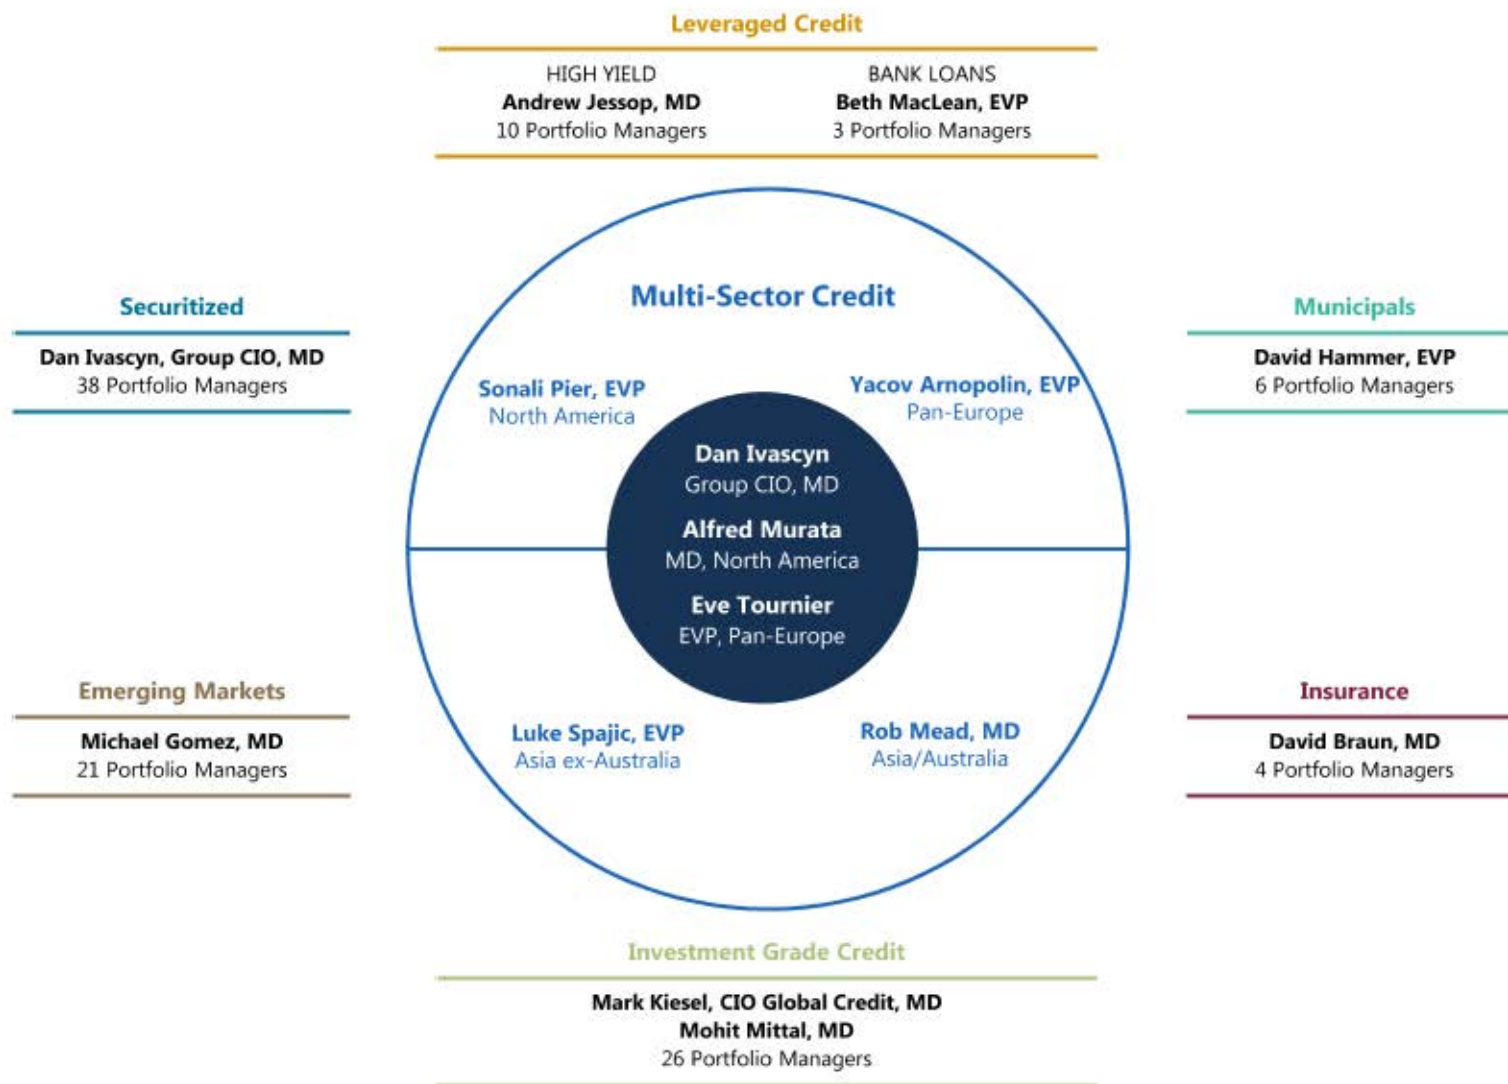 Leveraged Credit
HIGH YIELD
Andrew Jessop, MD
10 Portfolio Managers
BANK LOANS
Beth MacLean, EVP
3 Portfolio Managers
Securitized
Dan Ivascyn, Group CIO, MD
38 Portfolio Managers
Multi-Sector Credit
Sonali Pier, EVP
North America
Yacov Arnopolin, EVP
Pan-Europe
Municipals
David Hammer, EVP
6 Portfolio Managers
Dan Ivascyn
Group CIO, MD
Alfred Murata
MD, North America
Eve Tournier
EVP, Pan-Europe
Emerging Markets
Michael Gomez, MD
21 Portfolio Managers
Luke Spajic, EVP
Asia ex-Australia
Rob Mead, MD
Asia/Australia
Insurance
David Braun, MD
4 Portfolio Managers
Investment Grade Credit
Mark Kiesel, CIO Global Credit, MD
Mohit Mittal, MD
26 Portfolio Managers